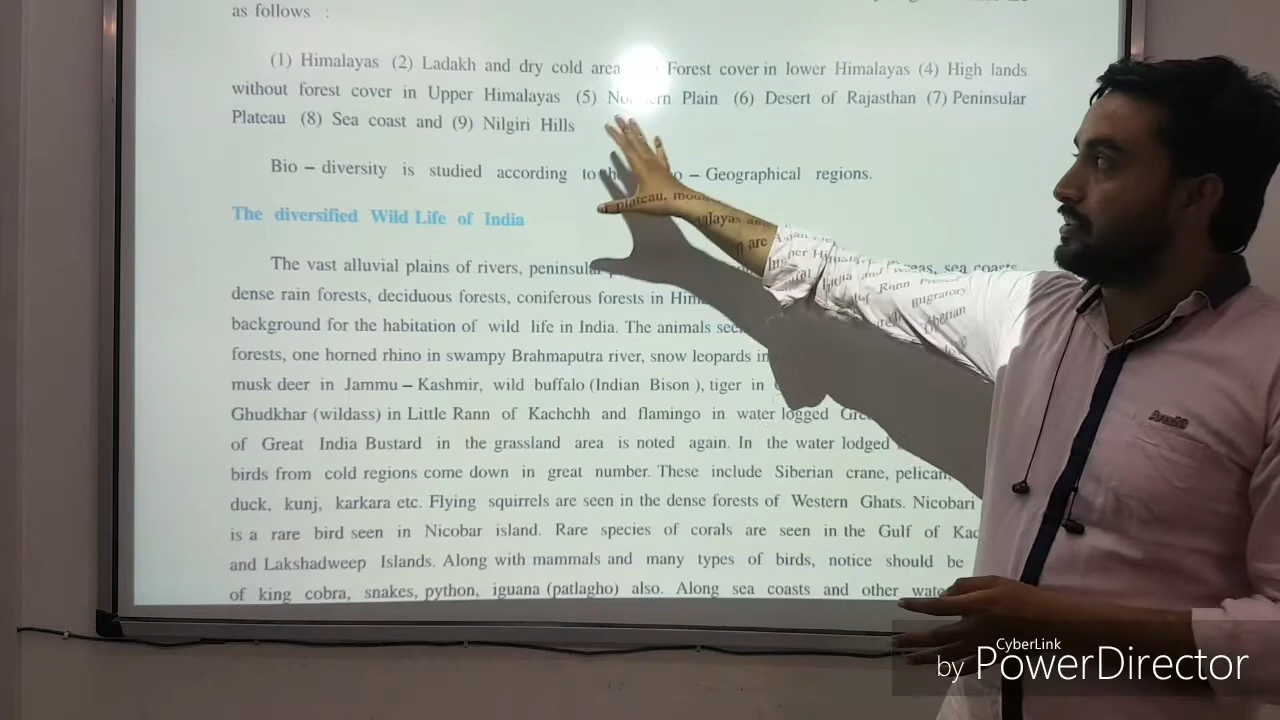 as follows :
(1) Himalayas (2) Ladakh and dry cold area Forest cover in lower Himalayas (4) High lands
without forest cover in Upper Himalayas (5) No rn Plain (6) Desert of Rajasthan (7) Peninsular
Plateau (8) Sea coast and (9) Nilgiri Hills
Bio – diversity is studied according to – Geographical regions.
The diversified Wild Life of India
The vast alluvial plains of rivers, plateau, areas, sea coasts,
dense rain forests, deciduous forests, coniferous forests in
background for the habitation of wild life in India. The animals
forests, one horned rhino in swampy Brahmaputra river, snow leopards in
musk deer in Jammu – Kashmir, wild buffalo (Indian Bison ), tiger in
Ghudkhar (wildass) in Little Rann of Kachchh and flamingo in water logged
of Great India Bustard in the grassland area is noted again. In the water lodged
birds from cold regions come down in great number. These include Siberian crane, pelican,
duck, kunj, karkara etc. Flying squirrels are seen in the dense forests of Western Ghats. Nicobari
is a rare bird seen in Nicobar island. Rare species of corals are seen in the Gulf of
and Lakshadweep Islands. Along with mammals and many types of birds, notice should be
of king cobra, snakes, python, iguana (patlagho) also. Along sea coasts and other
CyberLink
by PowerDirector